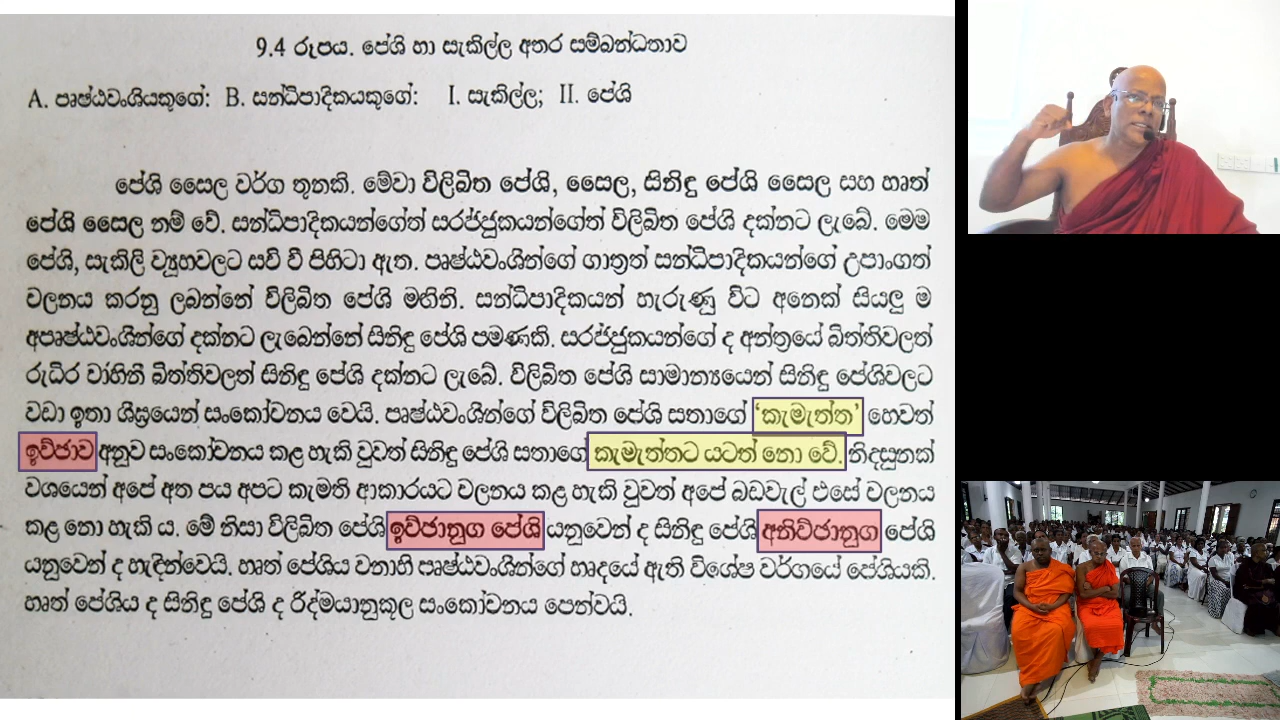 9.4 රූපය. පේශි හා සැකිල්ල අතර සම්බන්ධතාව
A. පෘෂ්ඨවංශියකුගේ: B. සන්ධිපාදිකයකුගේ: I. සැකිල්ල; II. පේශි
පේශි සෛල වර්ග තුනකි. මේවා විලිඛිත පේශි, සෛල, සිනිඳු පේශි සෛල සහ හෘත්
පේශි සෛල නම් වේ. සන්ධිපාදිකයන්ගේත් සරජ්ජුකයන්ගේත් විලිඛිත පේශි දක්නට ලැබේ. මෙම
පේශි, සැකිලි ව්‍යුහවලට සවි වී පිහිටා ඇත. පෘෂ්ඨවංශීන්ගේ ගාත්‍රත් සන්ධිපාදිකයන්ගේ උපාංගත්
චලනය කරනු ලබන්නේ විලිඛිත පේශි මඟිනි. සන්ධිපාදිකයන් හැරුණු විට අනෙක් සියලු ම
අපෘෂ්ඨවංශීන්ගේ දක්නට ලැබෙන්නේ සිනිඳු පේශි පමණකි. සරජ්ජුකයන්ගේ ද අන්ත්‍රයේ බිත්තිවලත්
රුධිර වාහිනී බිත්තිවලත් සිනිඳු පේශි දක්නට ලැබේ. විලිඛිත පේශි සාමාන්‍යයෙන් සිනිඳු පේශිවලට
වඩා ඉතා ශීඝ්‍රයෙන් සංකෝචනය වෙයි. පෘෂ්ඨවංශීන්ගේ විලිඛිත පේශි සතාගේ ‘කැමැත්ත’ හෙවත්
ඉච්ඡාව අනුව සංකෝචනය කළ හැකි වුවත් සිනිඳු පේශි සතාගේ කැමැත්තට යටත් නො වේ. නිදසුනක්
වශයෙන් අපේ අත පය අපට කැමති ආකාරයට චලනය කළ හැකි වුවත් අපේ බඩවැල් එසේ චලනය
කළ නො හැකි ය. මේ නිසා විලිඛිත පේශි ඉච්ඡානුග පේශි යනුවෙන් ද සිනිඳු පේශි අනිච්ඡානුග පේශි
යනුවෙන් ද හැඳින්වෙයි. හෘත් පේශිය වනාහි පෘෂ්ඨවංශීන්ගේ හෘදයේ ඇති විශේෂ වර්ගයේ පේශියකි.
හෘත් පේශිය ද සිනිඳු පේශි ද රිද්මයානුකූල සංකෝචනය පෙන්වයි.